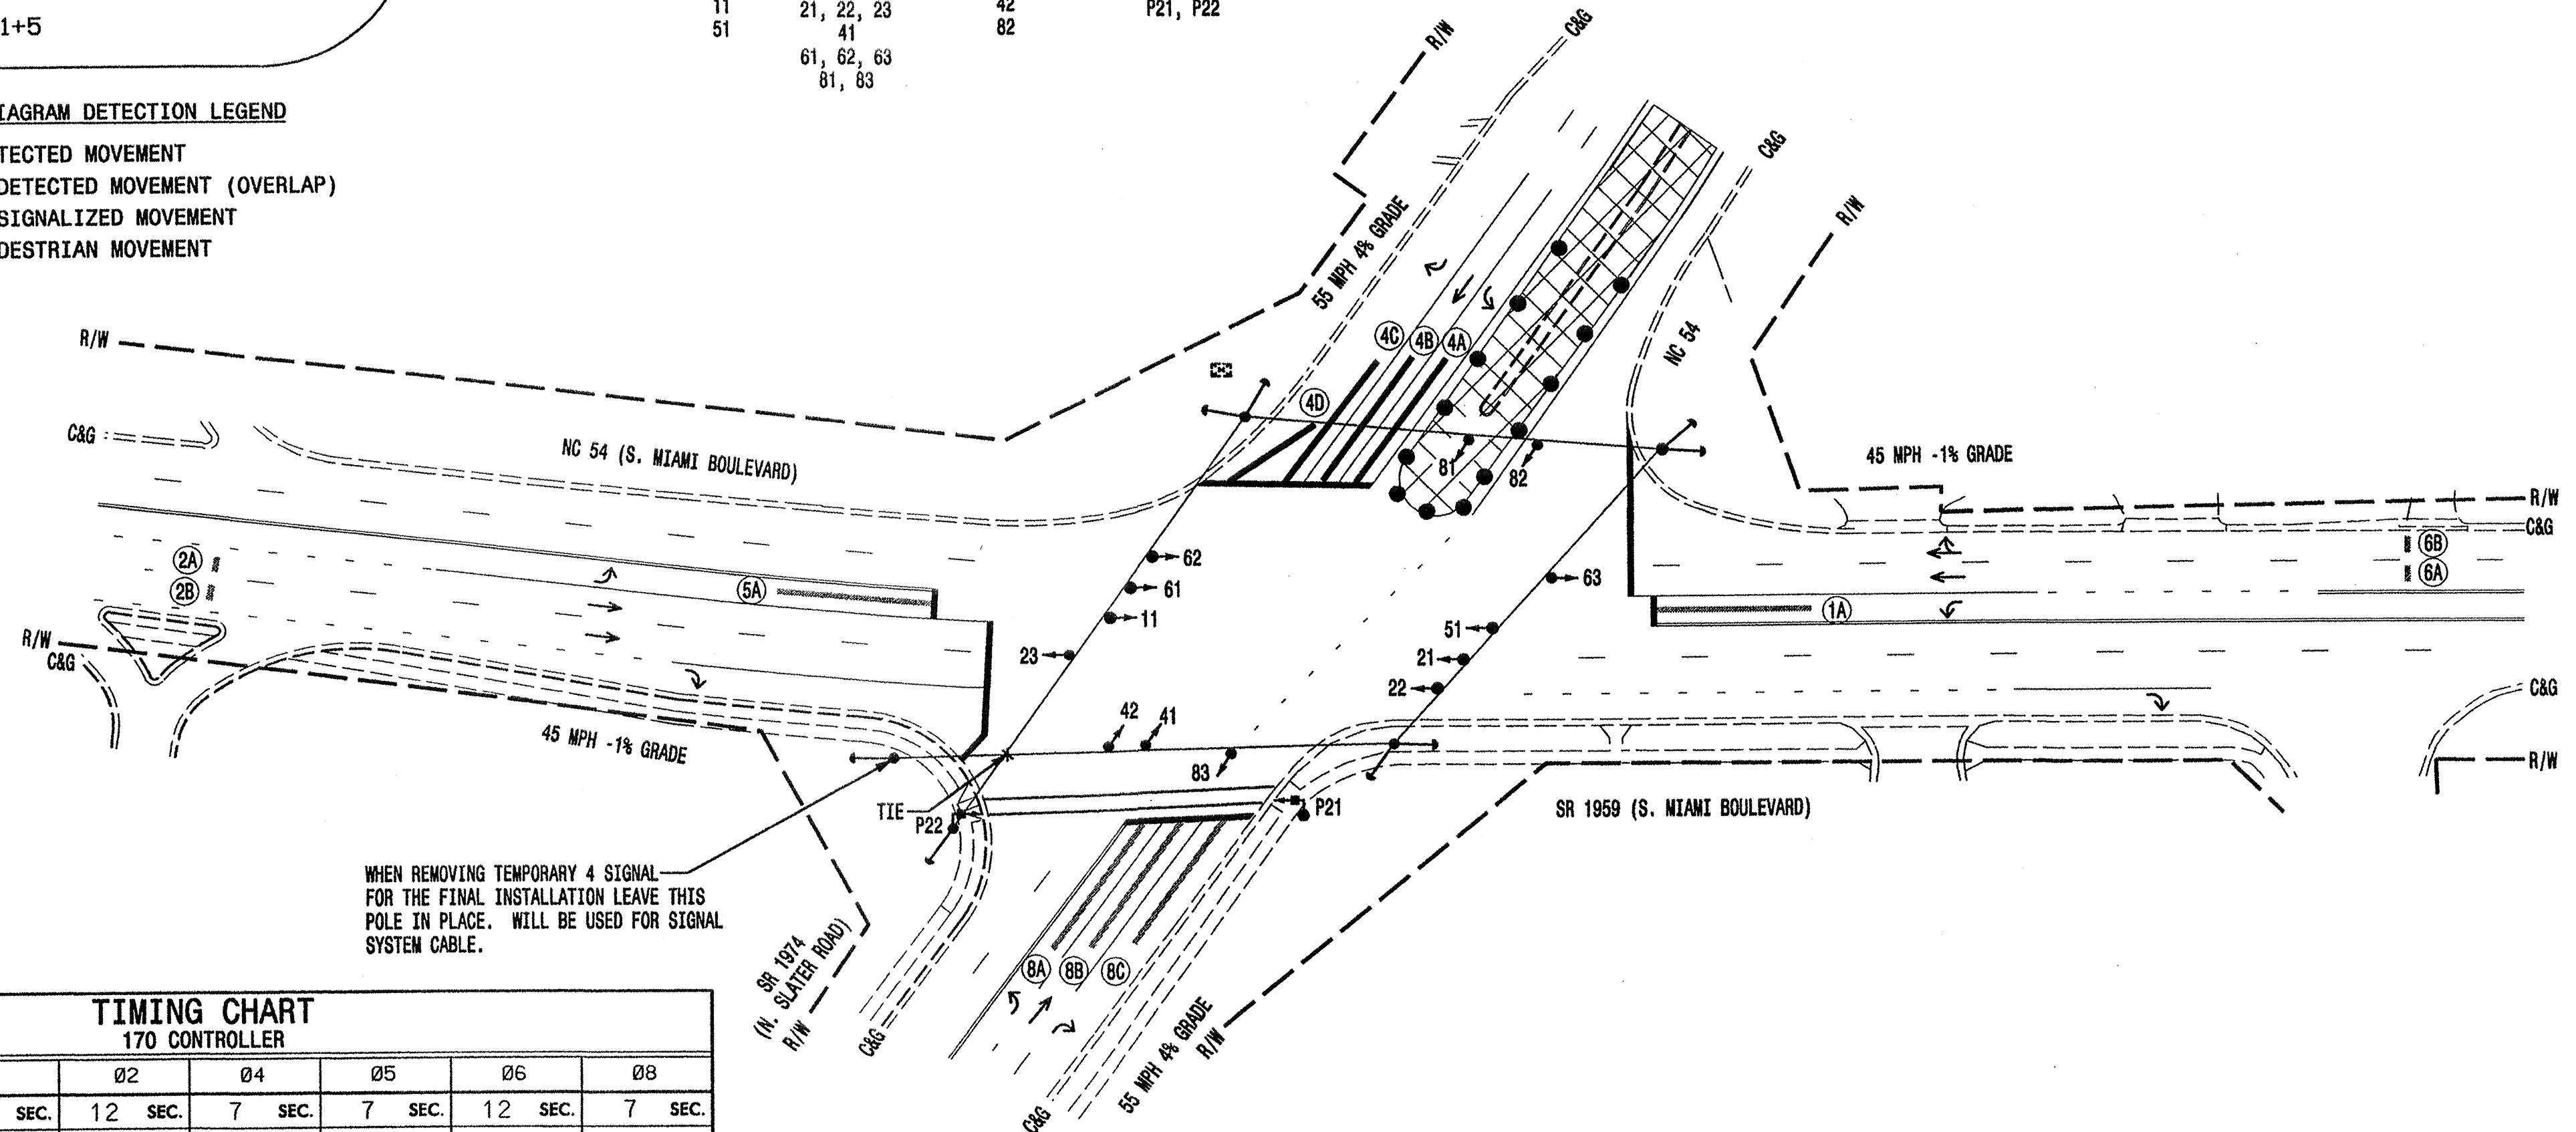 1+5
11 21, 22, 23 42 P21, P22
51 41 82
61, 62, 63
81, 83
IAGRAM DETECTION LEGEND
TECTED MOVEMENT
DETECTED MOVEMENT (OVERLAP)
SIGNALIZED MOVEMENT
DESTRIAN MOVEMENT
R/W
C&G
C&G
R/W
55 MPH 4% GRADE
NC 54
R/W
C&G
NC 54 (S. MIAMI BOULEVARD)
4C
4B
4A
4D
81
82
45 MPH -1% GRADE
R/W
C&G
2A
2B
5A
62
61
11
63
6B
6A
1A
R/W
C&G
23
51
21
22
42
41
83
45 MPH -1% GRADE
C&G
R/W
TIE
P22
P21
SR 1959 (S. MIAMI BOULEVARD)
WHEN REMOVING TEMPORARY 4 SIGNAL
FOR THE FINAL INSTALLATION LEAVE THIS
POLE IN PLACE. WILL BE USED FOR SIGNAL
SYSTEM CABLE.
SR 1974
(N. SLATER ROAD)
R/W
C&G
8A
8B
8C
55 MPH 4% GRADE
R/W
C&G
TIMING CHART
170 CONTROLLER
Ø2 Ø4 Ø5 Ø6 Ø8
SEC. 12 SEC. 7 SEC. 7 SEC. 12 SEC. 7 SEC.